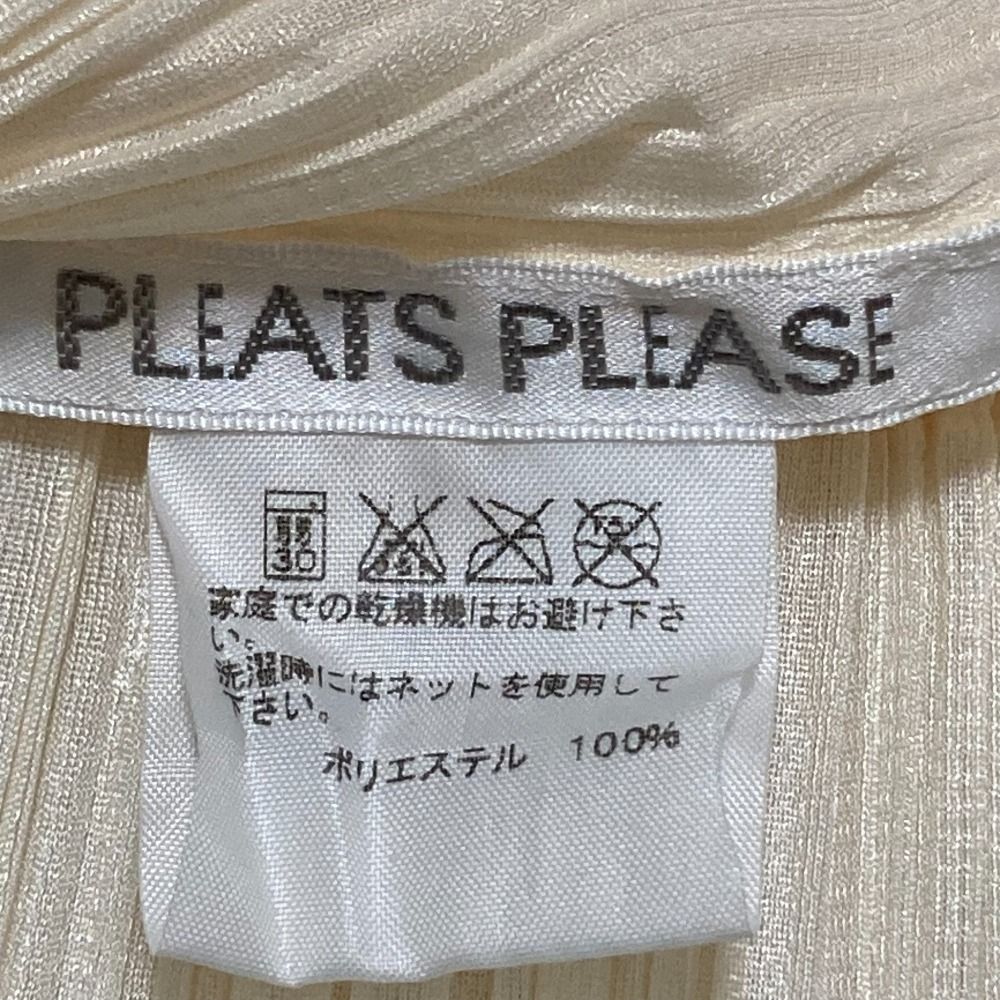 PLEATS PLEASE
30
家庭での乾燥機はお避け下さ
い。
洗濯時にはネットを使用して
下さい。
ポリエステル 100%